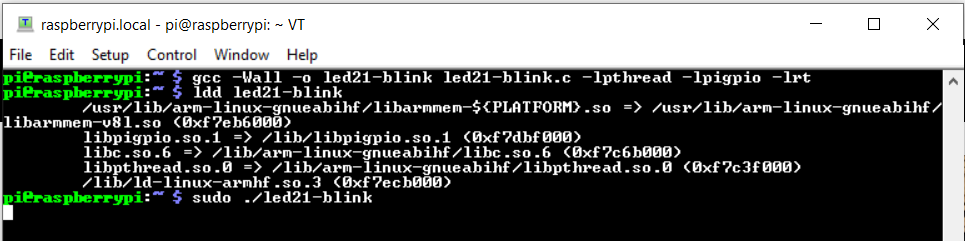 raspberrypi.local - pi@raspberrypi: ~ VT
File Edit Setup Control Window Help
pi@raspberrypi:~ $ gcc -Wall -o led21-blink led21-blink.c -lpthread -lpigpio -lrt
pi@raspberrypi:~ $ ldd led21-blink
/usr/lib/arm-linux-gnueabihf/libarmmem-${PLATFORM}.so => /usr/lib/arm-linux-gnueabihf/
libarmmem-v8l.so (0xf7eb6000)
libpigpio.so.1 => /lib/libpigpio.so.1 (0xf7dbf000)
libc.so.6 => /lib/arm-linux-gnueabihf/libc.so.6 (0xf7c6b000)
libpthread.so.0 => /lib/arm-linux-gnueabihf/libpthread.so.0 (0xf7c3f000)
/lib/ld-linux-armhf.so.3 (0xf7ecb000)
pi@raspberrypi:~ $ sudo ./led21-blink